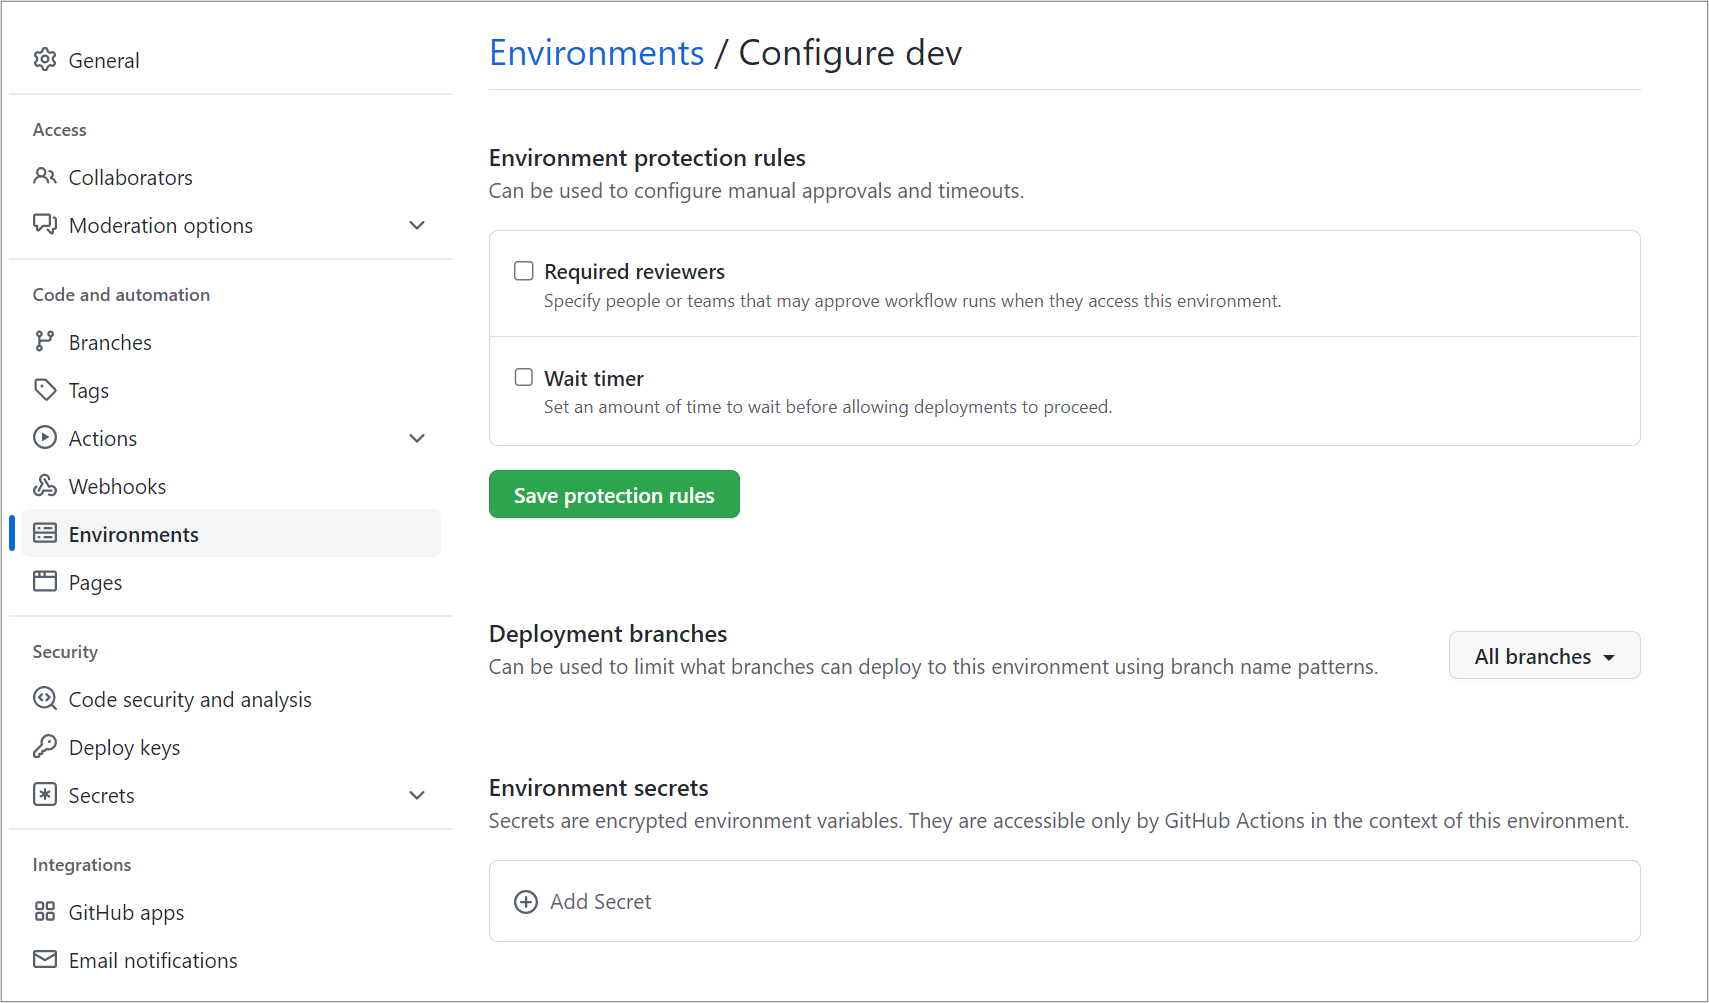 General
Access
Collaborators
Moderation options
Code and automation
Branches
Tags
Actions
Webhooks
Environments
Pages
Security
Code security and analysis
Deploy keys
Secrets
Integrations
GitHub apps
Email notifications
Environments / Configure dev
Environment protection rules
Can be used to configure manual approvals and timeouts.
Required reviewers
Specify people or teams that may approve workflow runs when they access this environment.
Wait timer
Set an amount of time to wait before allowing deployments to proceed.
Save protection rules
Deployment branches
Can be used to limit what branches can deploy to this environment using branch name patterns.
All branches
Environment secrets
Secrets are encrypted environment variables. They are accessible only by GitHub Actions in the context of this environment.
Add Secret